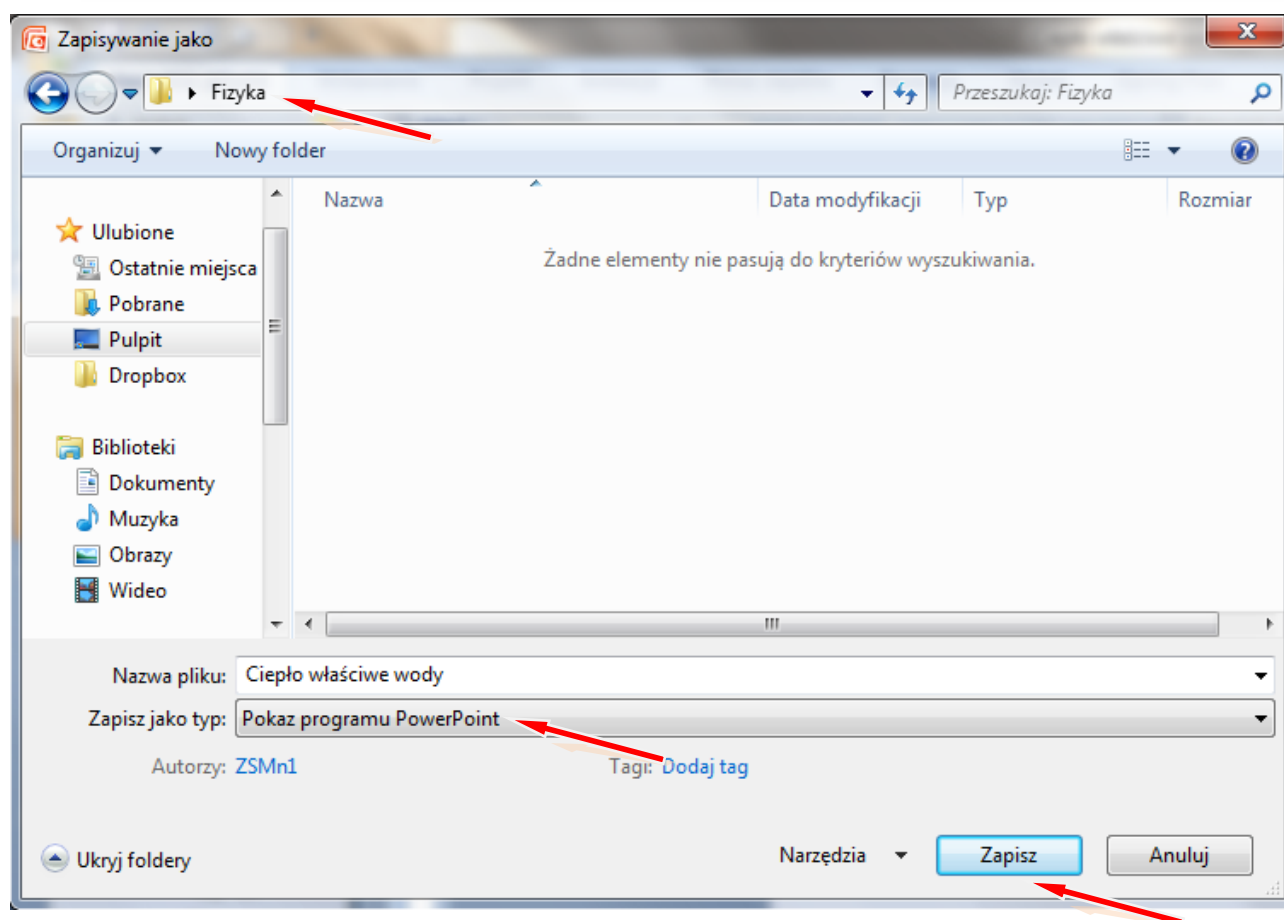 Zapisywanie jako
Fizyka
Przeszukaj: Fizyka
Organizuj Nowy folder
Nazwa Data modyfikacji Typ Rozmiar
Żadne elementy nie pasują do kryteriów wyszukiwania.
Ulubione
Ostatnie miejsca
Pobrane
Pulpit
Dropbox
Biblioteki
Dokumenty
Muzyka
Obrazy
Wideo
Nazwa pliku: Ciepło właściwe wody
Zapisz jako typ: Pokaz programu PowerPoint
Autorzy: ZSMn1 Tagi: Dodaj tag
Ukryj foldery Narzędzia Zapisz Anuluj